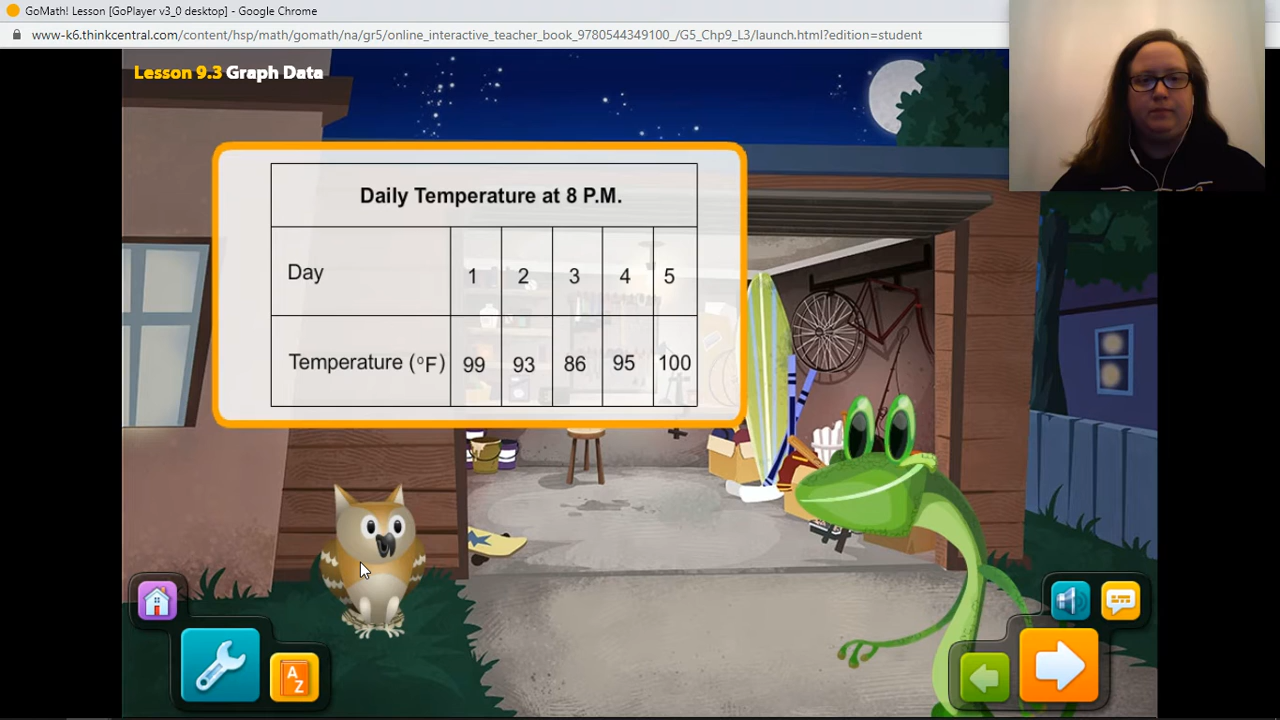 GoMath! Lesson [GoPlayer v3_0 desktop] - Google Chrome
www-k6.thinkcentral.com/content/hsp/math/gomath/na/gr5/online_interactive_teacher_book_9780544349100_/G5_Chp9_L3/launch.html?edition=student
Lesson 9.3 Graph Data
Daily Temperature at 8 P.M.
Day 1 2 3 4 5
Temperature (°F) 99 93 86 95 100
A
Z